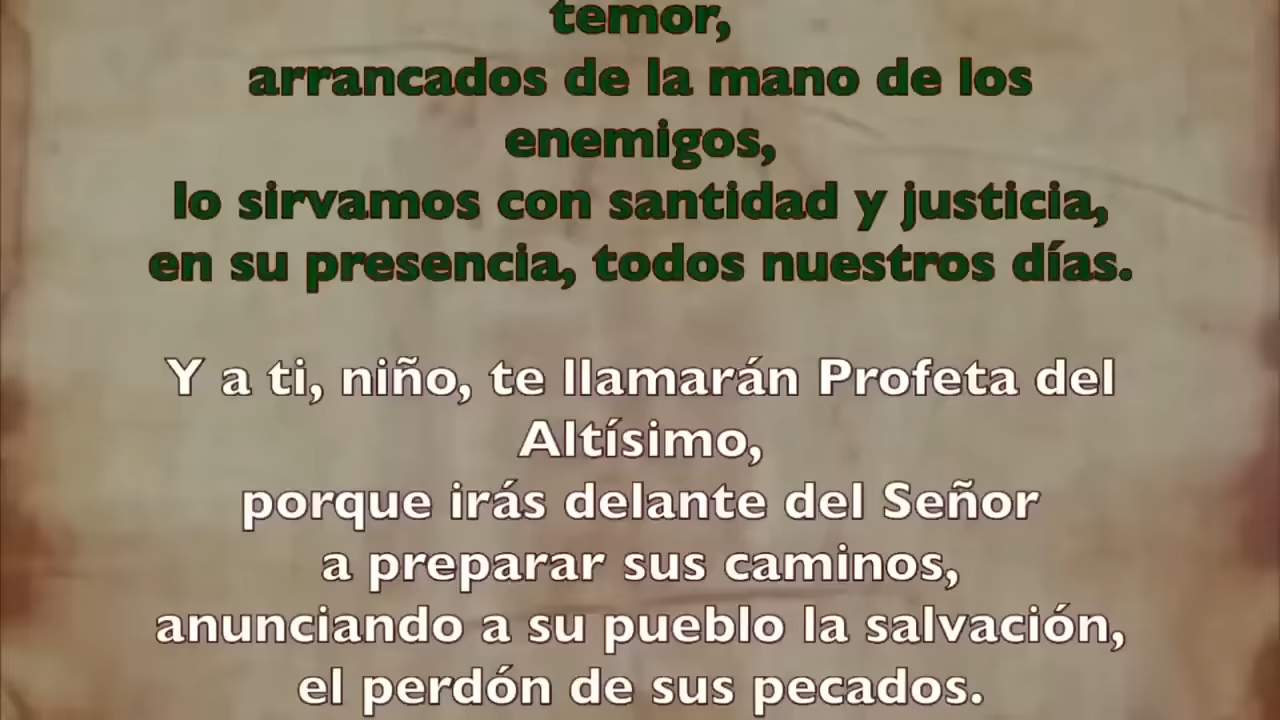 temor,
arrancados de la mano de los
enemigos,
lo sirvamos con santidad y justicia,
en su presencia, todos nuestros días.
Y a ti, niño, te llamarán Profeta del
Altísimo,
porque irás delante del Señor
a preparar sus caminos,
anunciando a su pueblo la salvación,
el perdón de sus pecados.